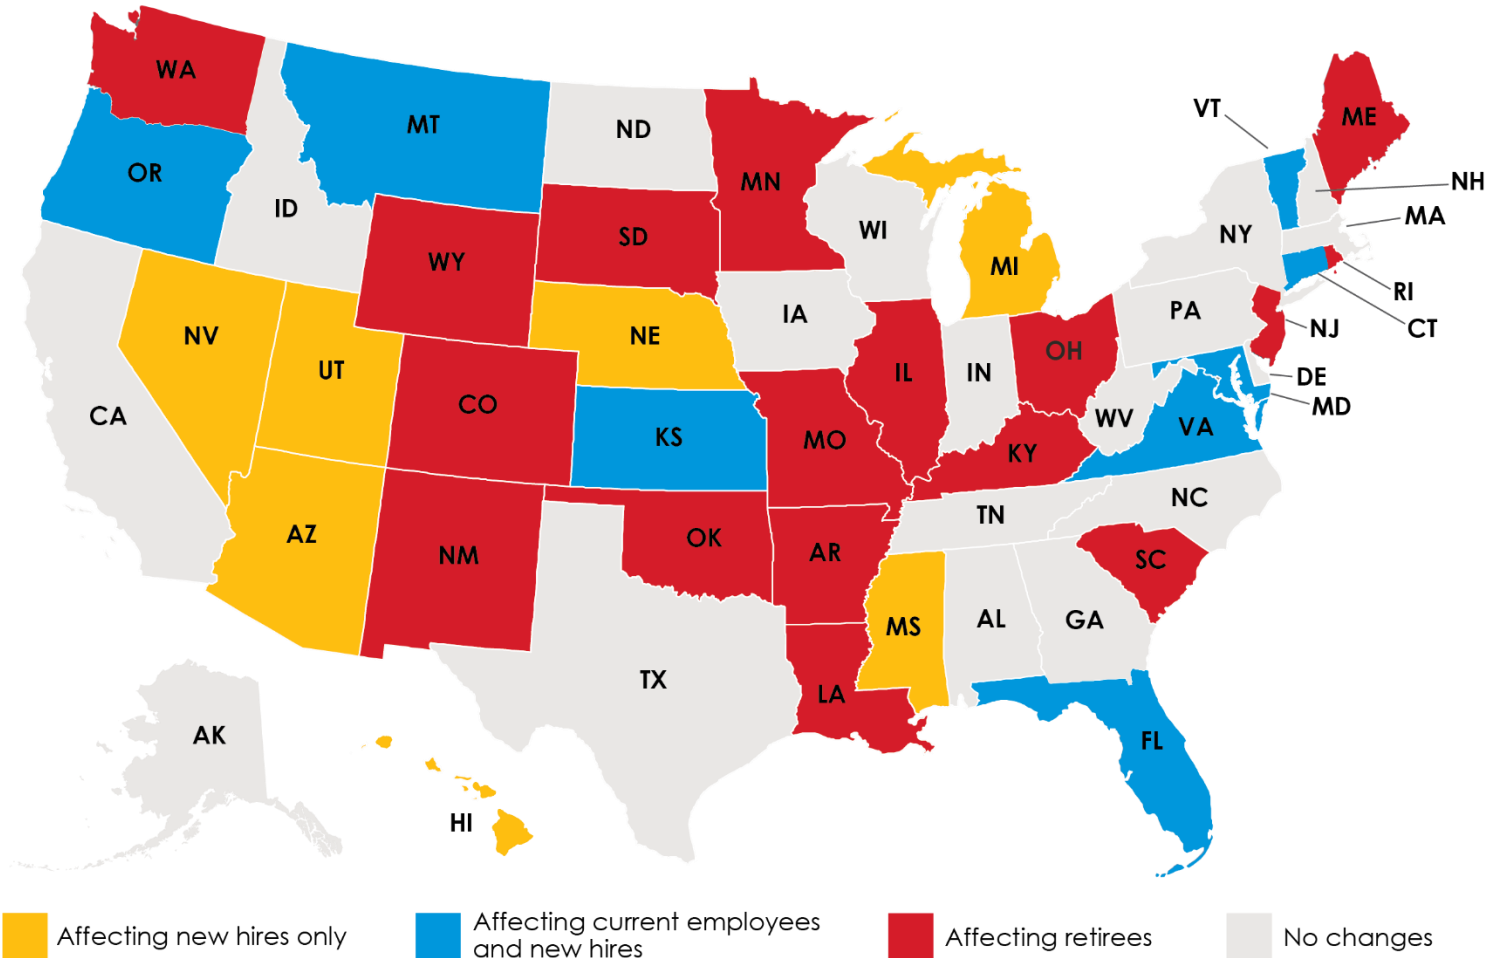 WA
MT
ND
MN
ME
VT
OR
ID
SD
WI
NH
MA
WY
NY
MI
RI
NV
NE
IA
PA
NJ
CT
UT
OH
CO
IL
IN
DE
MD
CA
KS
MO
KY
WV
VA
AZ
NM
OK
AR
TN
NC
SC
MS
AL
GA
TX
LA
AK
HI
FL
Affecting new hires only
Affecting current employees
and new hires
Affecting retirees
No changes